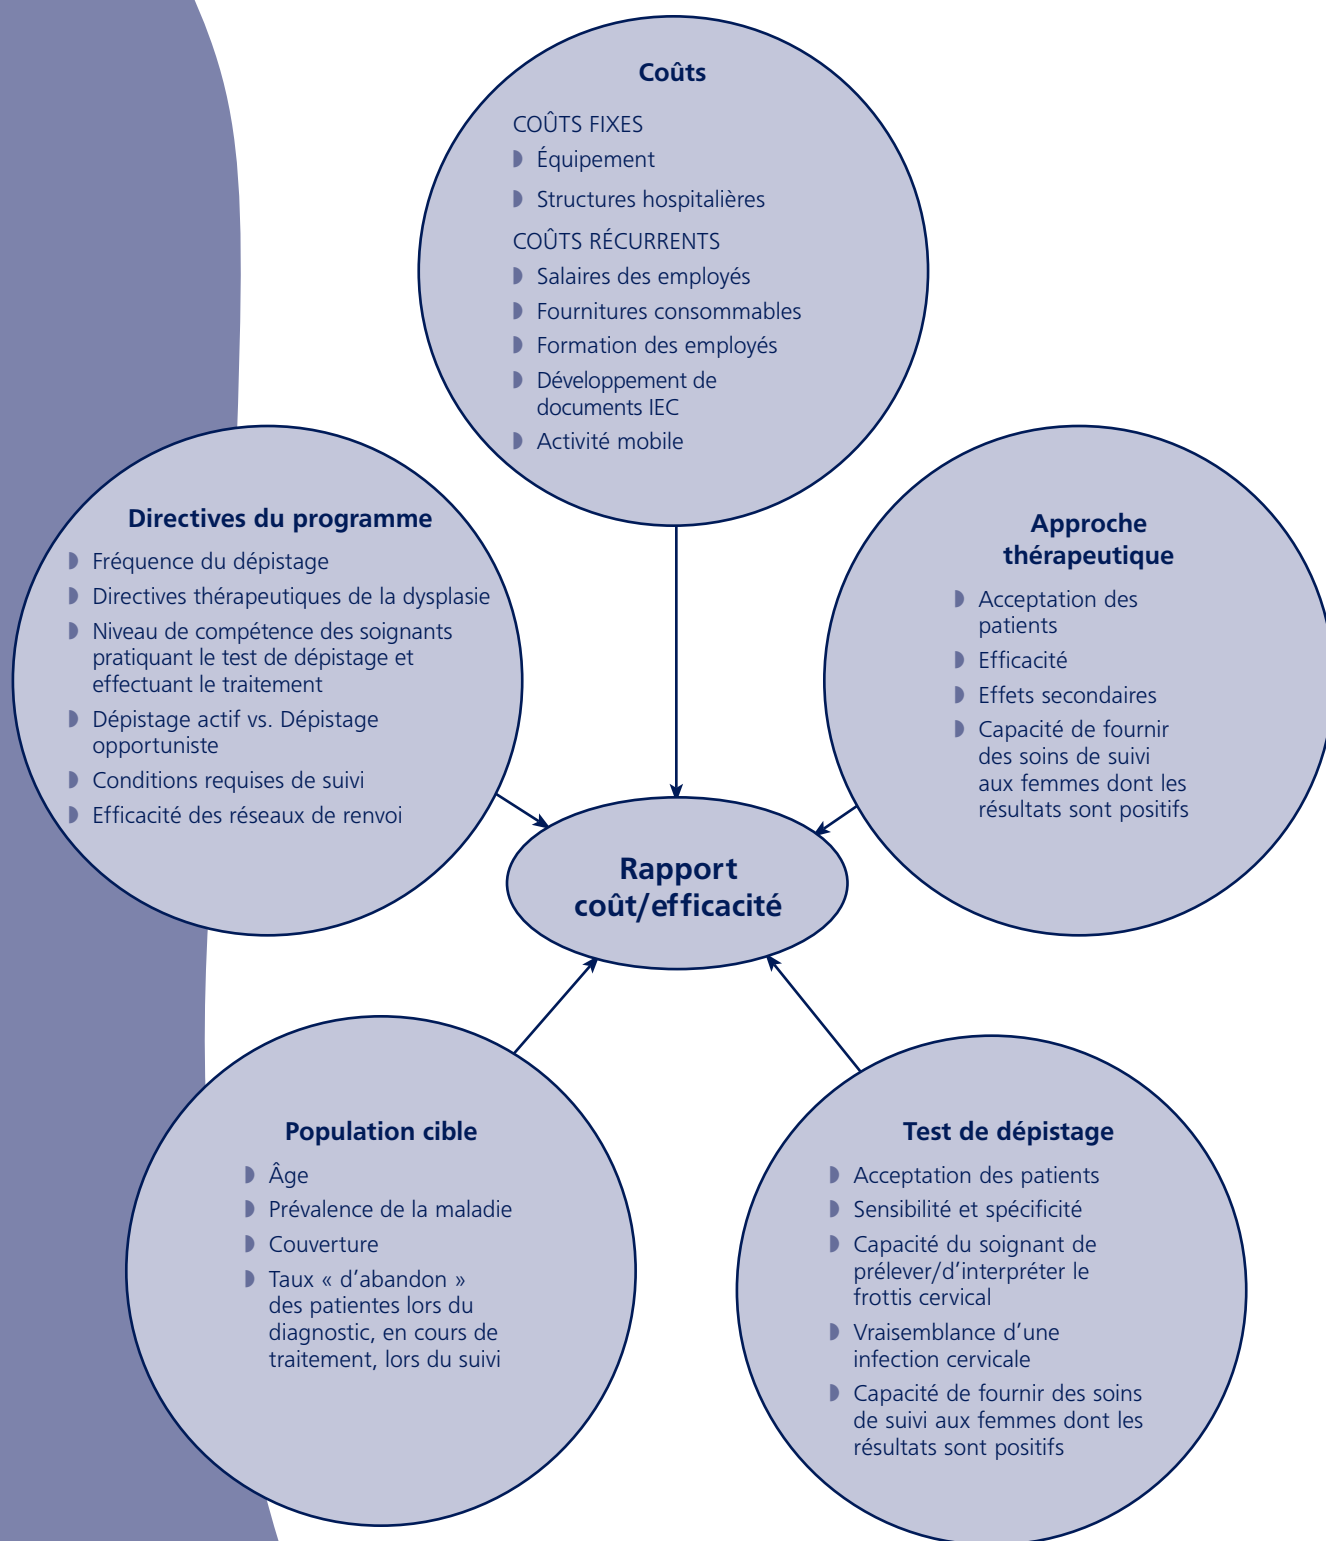 Coûts
COÛTS FIXES
Équipement
Structures hospitalières
COÛTS RÉCURRENTS
Salaires des employés
Fournitures consommables
Formation des employés
Développement de
documents IEC
Activité mobile
Directives du programme
Fréquence du dépistage
Directives thérapeutiques de la dysplasie
Niveau de compétence des soignants
pratiquant le test de dépistage et
effectuant le traitement
Dépistage actif vs. Dépistage
opportuniste
Conditions requises de suivi
Efficacité des réseaux de renvoi
Approche
thérapeutique
Acceptation des
patients
Efficacité
Effets secondaires
Capacité de fournir
des soins de suivi
aux femmes dont les
résultats sont positifs
Rapport
coût/efficacité
Population cible
Âge
Prévalence de la maladie
Couverture
Taux « d’abandon »
des patientes lors du
diagnostic, en cours de
traitement, lors du suivi
Test de dépistage
Acceptation des patients
Sensibilité et spécificité
Capacité du soignant de
prélever/d’interpréter le
frottis cervical
Vraisemblance d’une
infection cervicale
Capacité de fournir des soins
de suivi aux femmes dont les
résultats sont positifs